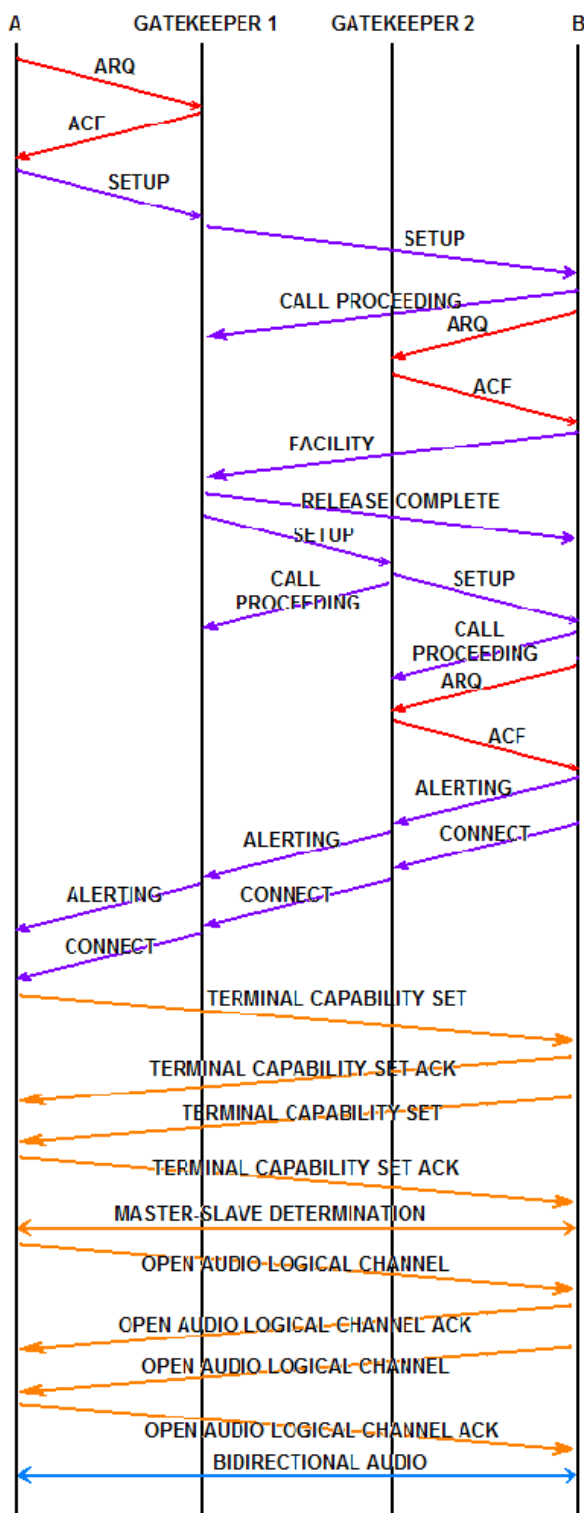 A GATEKEEPER 1 GATEKEEPER 2 B
ARQ
ACF
SETUP
SETUP
CALL PROCEEDING
ARQ
ACF
FACILITY
RELEASE COMPLETE
SETUP
CALL
PROCEEDING
SETUP
CALL
PROCEEDING
ARQ
ACF
ALERTING
ALERTING
CONNECT
ALERTING
CONNECT
CONNECT
TERMINAL CAPABILITY SET
TERMINAL CAPABILITY SET ACK
TERMINAL CAPABILITY SET
TERMINAL CAPABILITY SET ACK
MASTER-SLAVE DETERMINATION
OPEN AUDIO LOGICAL CHANNEL
OPEN AUDIO LOGICAL CHANNEL ACK
OPEN AUDIO LOGICAL CHANNEL
OPEN AUDIO LOGICAL CHANNEL ACK
BIDIRECTIONAL AUDIO